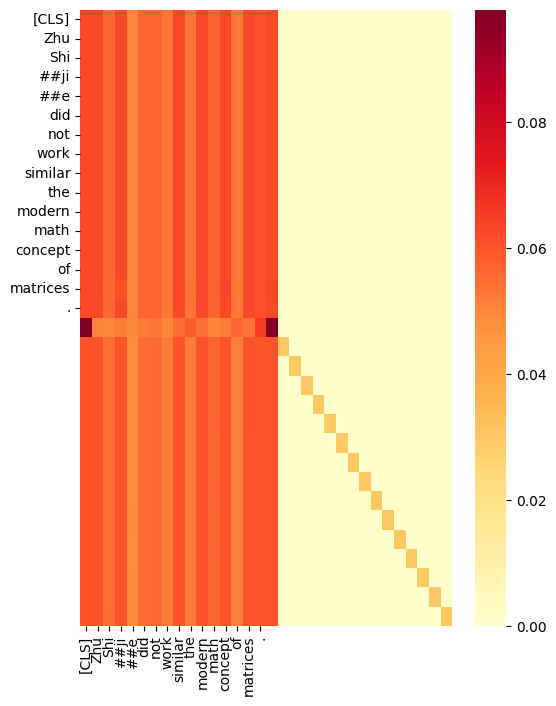 [CLS]
Zhu
Shi
##ji
##e
did
not
work
similar
the
modern
math
concept
of
matrices
.
0.08
0.06
0.04
0.02
0.00
[CLS]
Zhu
Shi
##ji
##e
did
not
work
similar
the
modern
math
concept
of
matrices
.